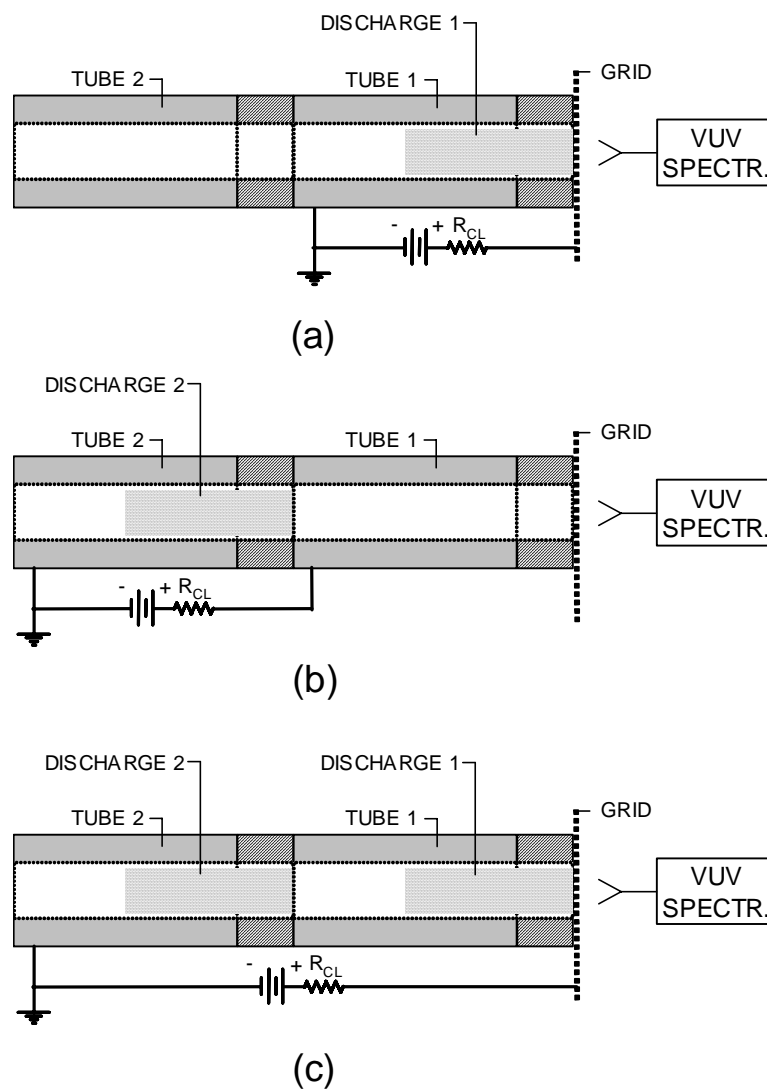 DISCHARGE 1
GRID
TUBE 2
TUBE 1
VUV
SPECTR.
- + RCL
(a)
DISCHARGE 2
GRID
TUBE 2
TUBE 1
VUV
SPECTR.
- + RCL
(b)
DISCHARGE 2
DISCHARGE 1
GRID
TUBE 2
TUBE 1
VUV
SPECTR.
- + RCL
(c)